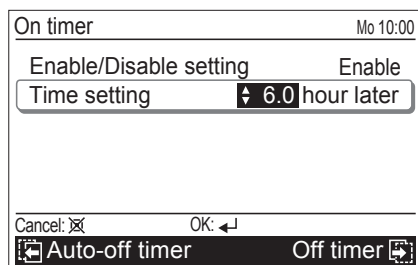 On timer Mo 10:00
Enable/Disable setting Enable
Time setting 6.0 hour later
Cancel: OK:
Auto-off timer Off timer